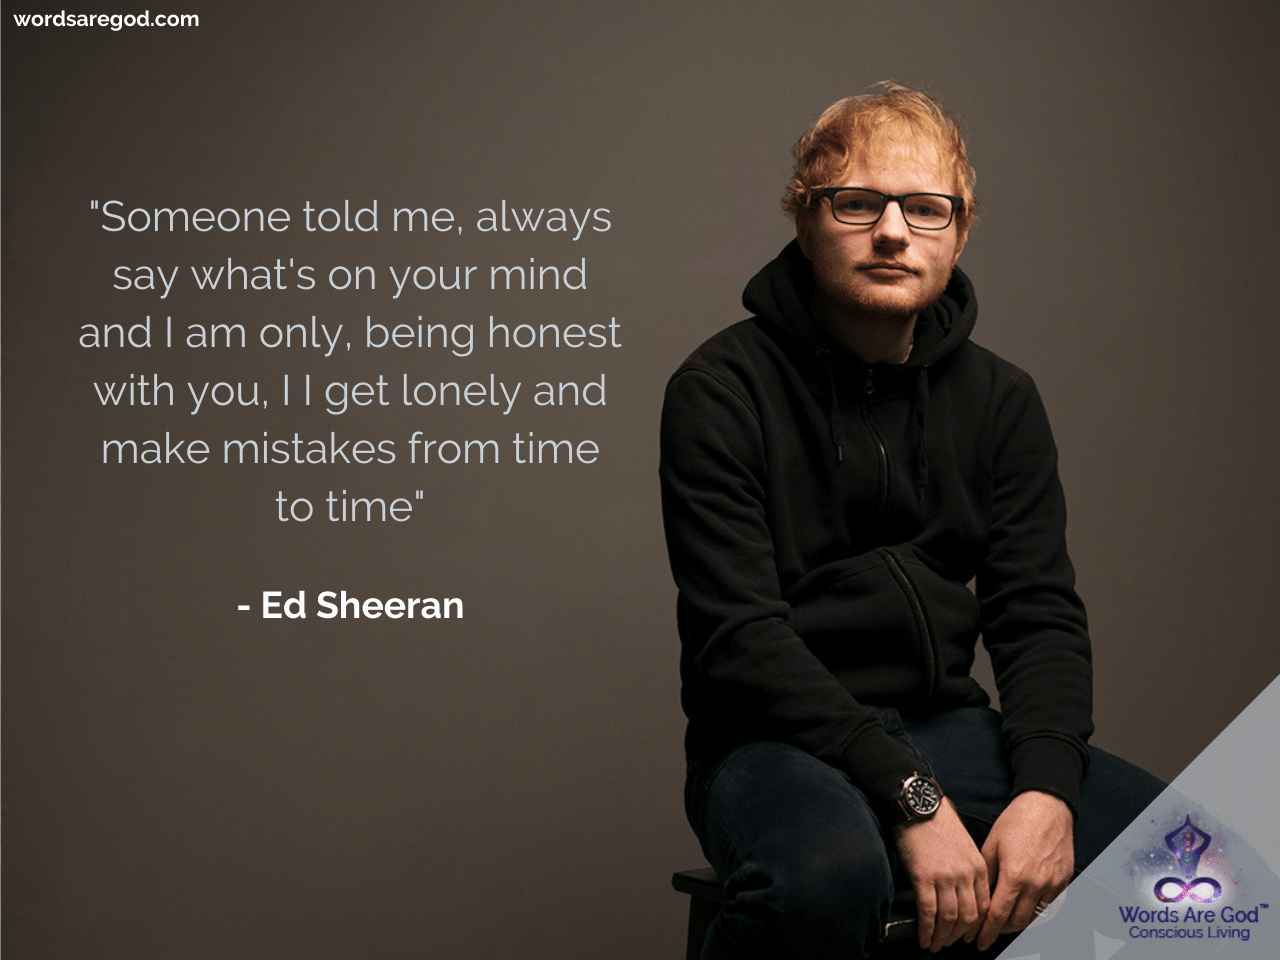 wordsaregod.com
"Someone told me, always
say what's on your mind
and I am only, being honest
with you, I I get lonely and
make mistakes from time
to time"
- Ed Sheeran
Words Are God™
Conscious Living